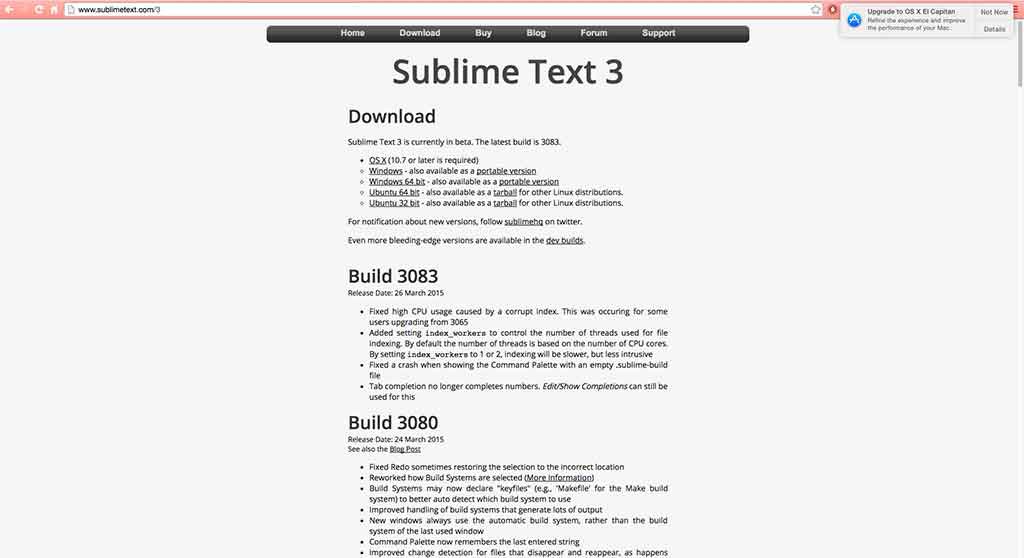 www.sublimetext.com/3
Upgrade to OS X El Capitan
Refine the experience and improve
the performance of your Mac.
Not Now
Details
Home Download Buy Blog Forum Support
Sublime Text 3
Download
Sublime Text 3 is currently in beta. The latest build is 3083.
OS X (10.7 or later is required)
Windows - also available as a portable version
Windows 64 bit - also available as a portable version
Ubuntu 64 bit - also available as a tarball for other Linux distributions.
Ubuntu 32 bit - also available as a tarball for other Linux distributions.
For notification about new versions, follow sublimehq on twitter.
Even more bleeding-edge versions are available in the dev builds.
Build 3083
Release Date: 26 March 2015
Fixed high CPU usage caused by a corrupt index. This was occuring for some
users upgrading from 3065
Added setting index_workers to control the number of threads used for file
indexing. By default the number of threads is based on the number of CPU cores.
By setting index_workers to 1 or 2, indexing will be slower, but less intrusive
Fixed a crash when showing the Command Palette with an empty .sublime-build
file
Tab completion no longer completes numbers. Edit/Show Completions can still be
used for this
Build 3080
Release Date: 24 March 2015
See also the Blog Post
Fixed Redo sometimes restoring the selection to the incorrect location
Reworked how Build Systems are selected (More Information)
Build Systems may now declare "keyfiles" (e.g., 'Makefile' for the Make build
system) to better auto detect which build system to use
Improved handling of build systems that generate lots of output
New windows always use the automatic build system, rather than the build
system of the last used window
Command Palette now remembers the last entered string
Improved change detection for files that disappear and reappear, as happens